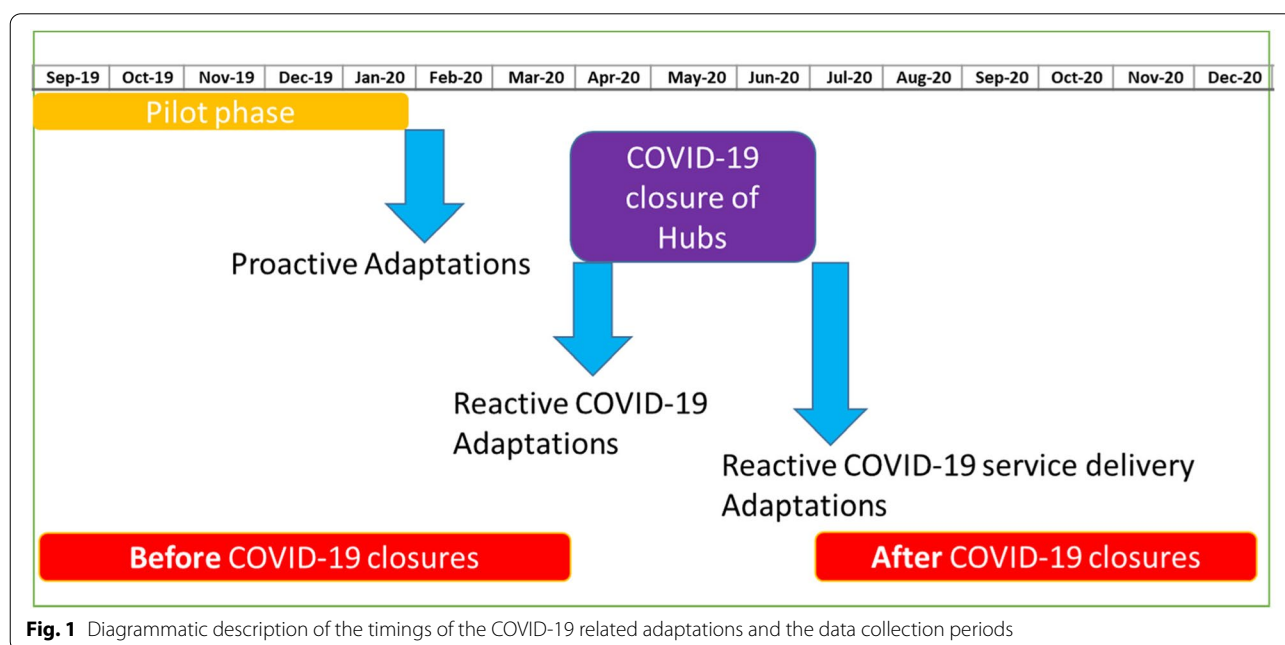 Sep-19 Oct-19 Nov-19 Dec-19 Jan-20 Feb-20 Mar-20 Apr-20 May-20 Jun-20 Jul-20 Aug-20 Sep-20 Oct-20 Nov-20 Dec-20
Pilot phase
COVID-19
closure of
Hubs
Proactive Adaptations
Reactive COVID-19
Adaptations
Reactive COVID-19 service delivery
Adaptations
Before COVID-19 closures
After COVID-19 closures
Fig. 1 Diagrammatic description of the timings of the COVID-19 related adaptations and the data collection periods